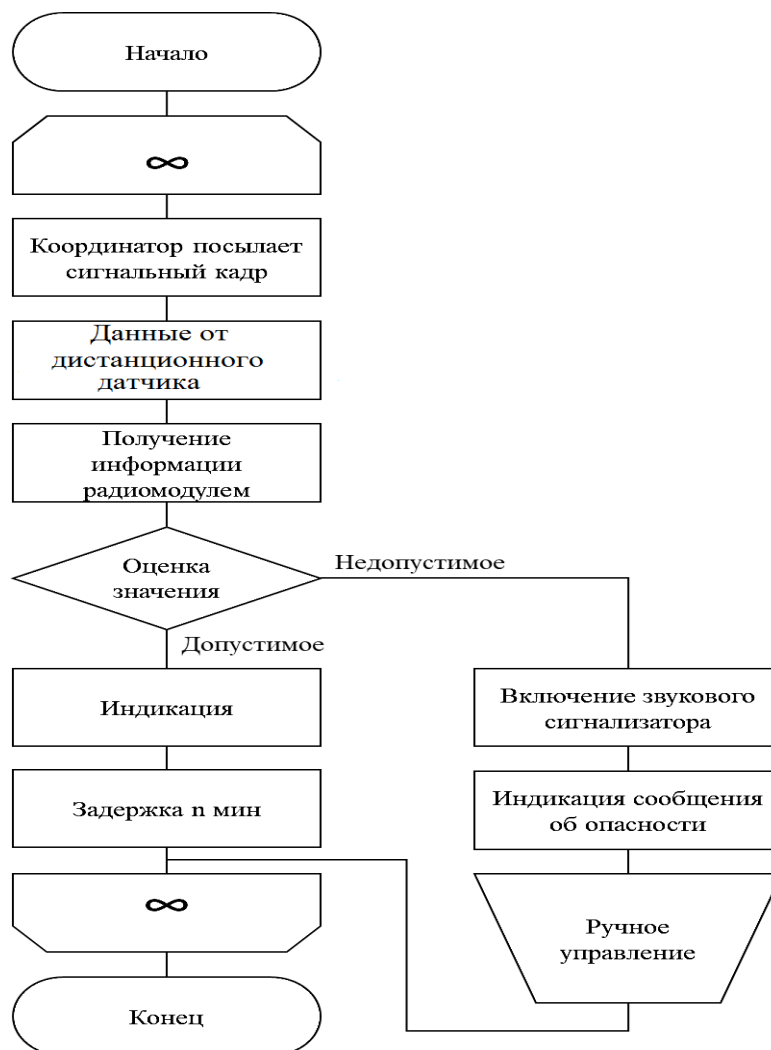 Начало
∞
Координатор посылает
сигнальный кадр
Данные от
дистанционного
датчика
Получение
информации
радиомодулем
Оценка
значения
Недопустимое
Допустимое
Индикация
Задержка n мин
∞
Конец
Включение звукового
сигнализатора
Индикация сообщения
об опасности
Ручное
управление